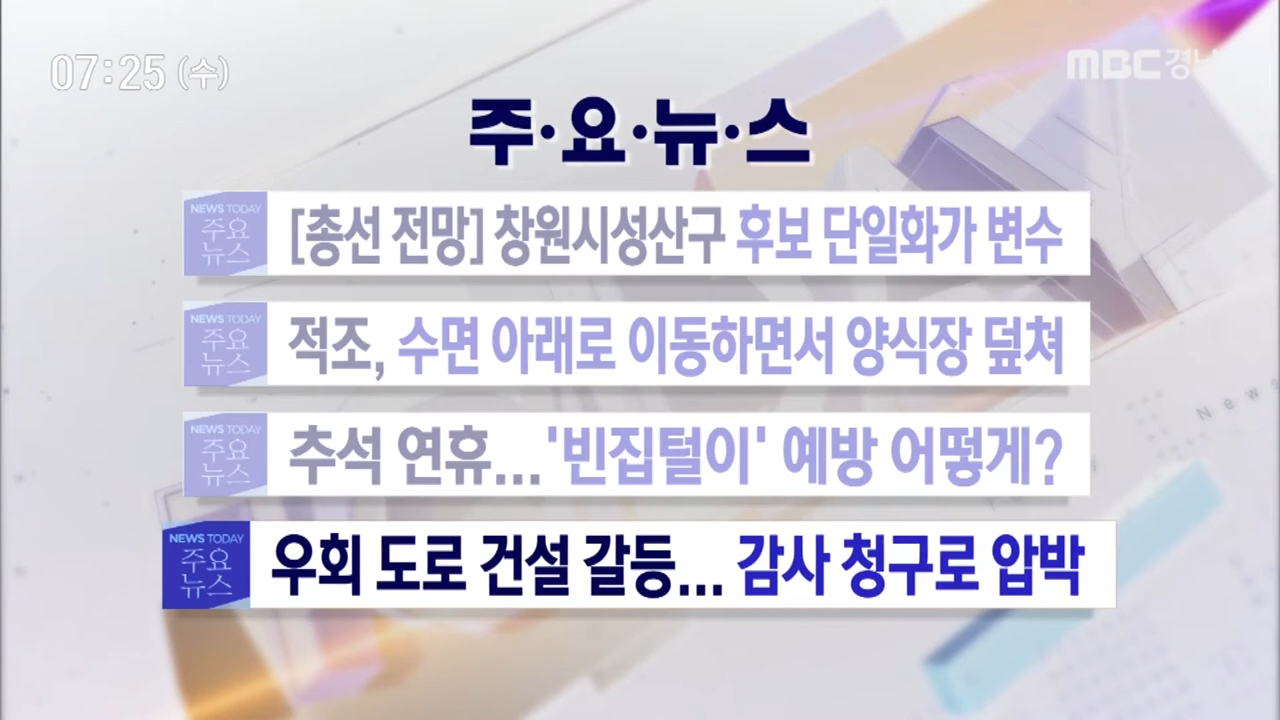 07:25 (수)
MBC경남
주·요·뉴·스
NEWS TODAY
주요
뉴스
[총선 전망] 창원시성산구 후보 단일화가 변수
NEWS TODAY
주요
뉴스
적조, 수면 아래로 이동하면서 양식장 덮쳐
NEWS TODAY
주요
뉴스
추석 연휴... '빈집털이' 예방 어떻게?
News
NEWS TODAY
주요
뉴스
우회 도로 건설 갈등... 감사 청구로 압박